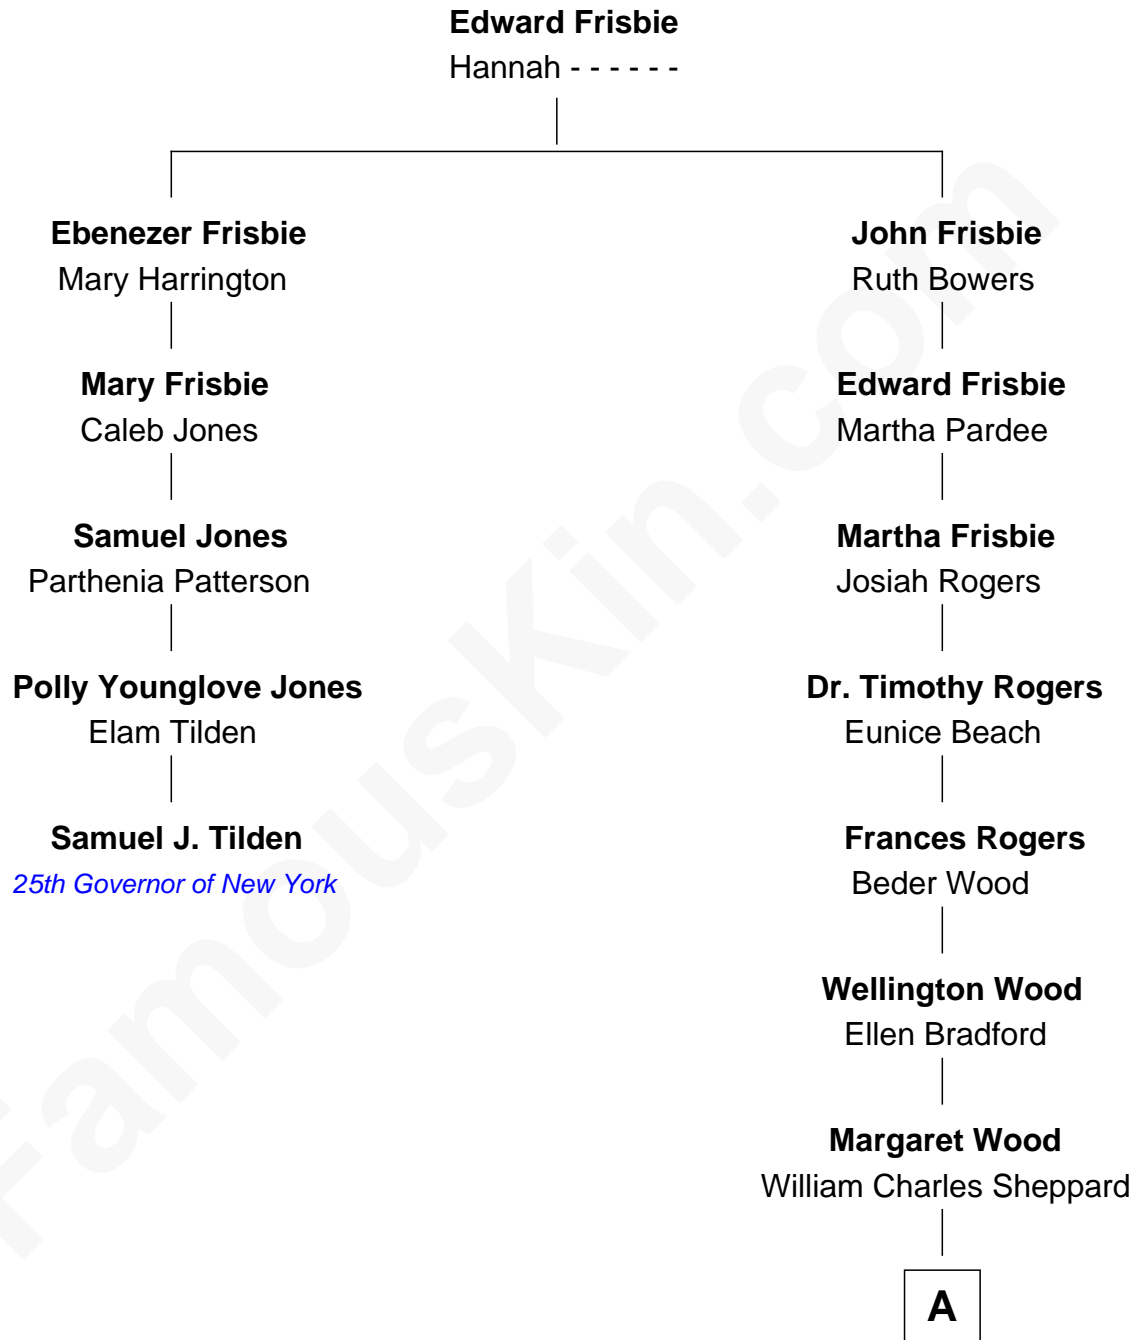 Edward Frisbie
Hannah - - - - - -
Ebenezer Frisbie
Mary Harrington
John Frisbie
Ruth Bowers
Mary Frisbie
Caleb Jones
Edward Frisbie
Martha Pardee
Samuel Jones
Parthenia Patterson
Martha Frisbie
Josiah Rogers
Polly Younglove Jones
Elam Tilden
Dr. Timothy Rogers
Eunice Beach
Samuel J. Tilden
25th Governor of New York
Frances Rogers
Beder Wood
Wellington Wood
Ellen Bradford
Margaret Wood
William Charles Sheppard
A
FamousKin.com